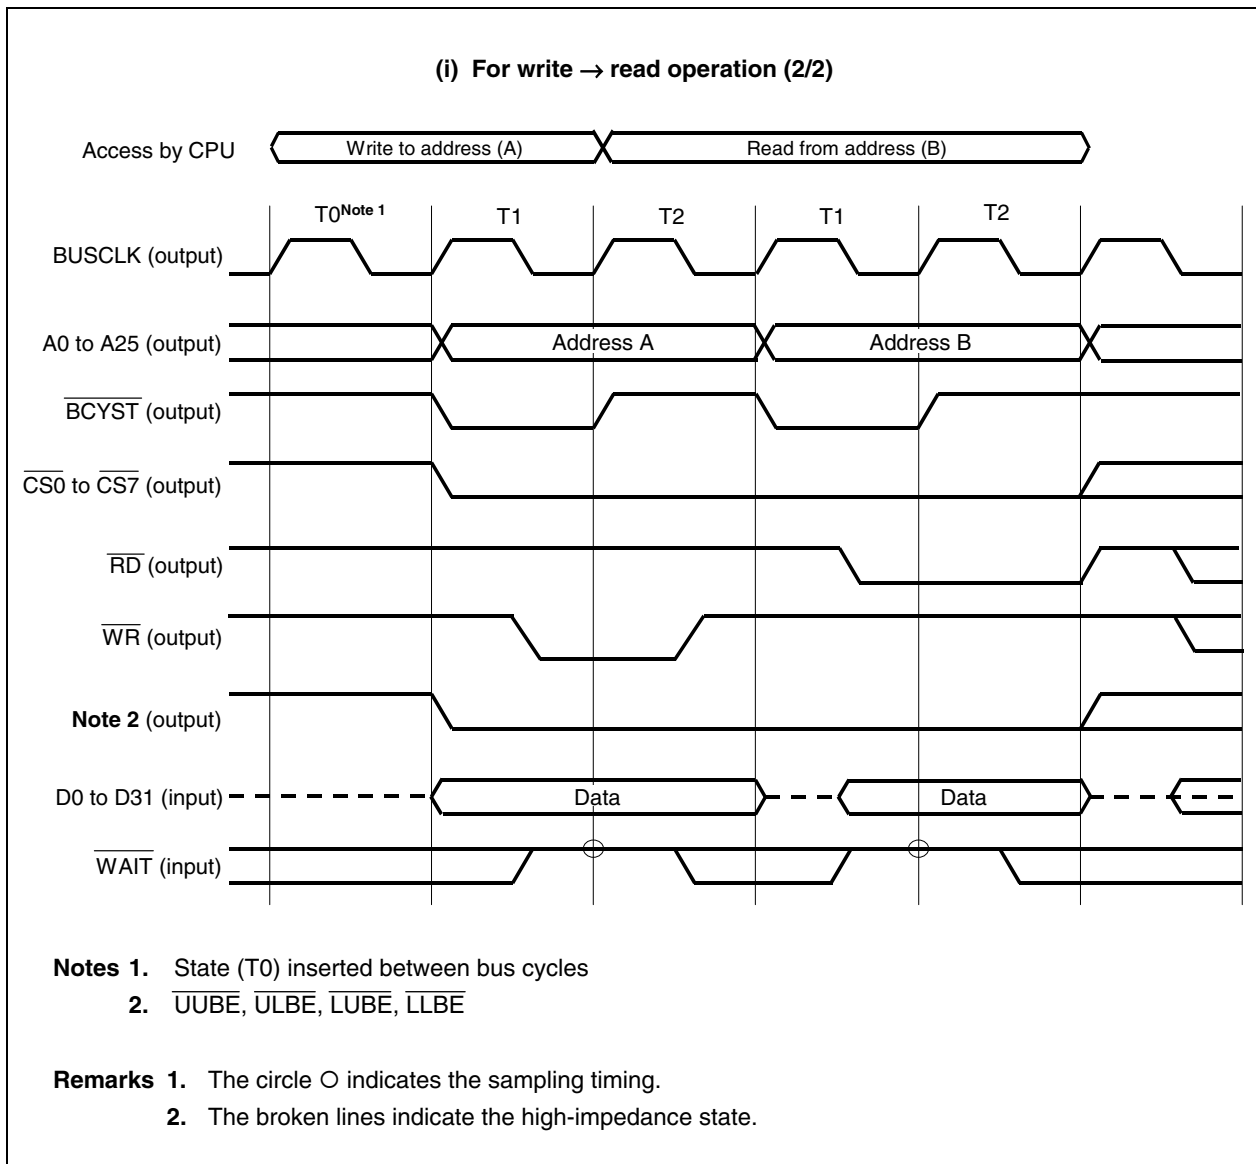 (i) For write → read operation (2/2)
Access by CPU
Write to address (A)
Read from address (B)
T0Note 1
T1
T2
T1
T2
BUSCLK (output)
A0 to A25 (output)
Address A
Address B
BCYST (output)
CS0 to CS7 (output)
RD (output)
WR (output)
Note 2 (output)
D0 to D31 (input)
Data
Data
WAIT (input)
Notes 1. State (T0) inserted between bus cycles
2. UUBE, ULBE, LUBE, LLBE
Remarks 1. The circle O indicates the sampling timing.
2. The broken lines indicate the high-impedance state.